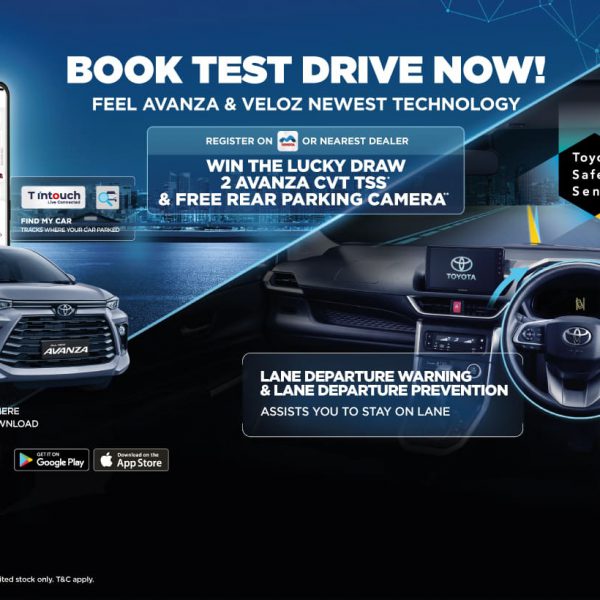 BOOK TEST DRIVE NOW!
FEEL AVANZA & VELOZ NEWEST TECHNOLOGY
REGISTER ON TOYOTA OR NEAREST DEALER
WIN THE LUCKY DRAW
2 AVANZA CVT TSS*
& FREE REAR PARKING CAMERA**
T intouch
Live Connected
FIND MY CAR
TRACKS WHERE YOUR CAR PARKED
Toyo
Safe
Sen
TOYOTA
AVANZA
LANE DEPARTURE WARNING
& LANE DEPARTURE PREVENTION
ASSISTS YOU TO STAY ON LANE
HERE
WNLOAD
GET IT ON
Google Play
Download on the
App Store
ited stock only. T&C apply.